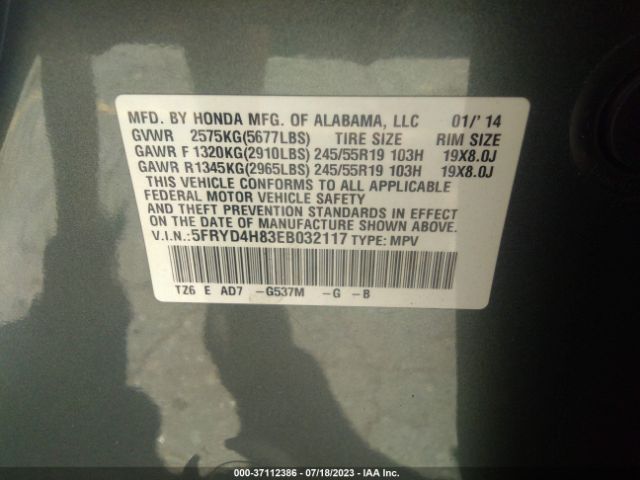 MFD. BY HONDA MFG. OF ALABAMA, LLC 01/'14
GVWR 2575KG(5677LBS) TIRE SIZE RIM SIZE
GAWR F 1320KG(2910LBS) 245/55R19 103H 19X8.0J
GAWR R1345KG(2965LBS) 245/55R19 103H 19X8.0J
THIS VEHICLE CONFORMS TO ALL APPLICABLE
FEDERAL MOTOR VEHICLE SAFETY
AND THEFT PREVENTION STANDARDS IN EFFECT
ON THE DATE OF MANUFACTURE SHOWN ABOVE.
V.I.N.:5FRYD4H83EB032117 TYPE: MPV
TZ6 E AD7 -G537M -G -B
000-37112386 - 07/18/2023 - IAA Inc.